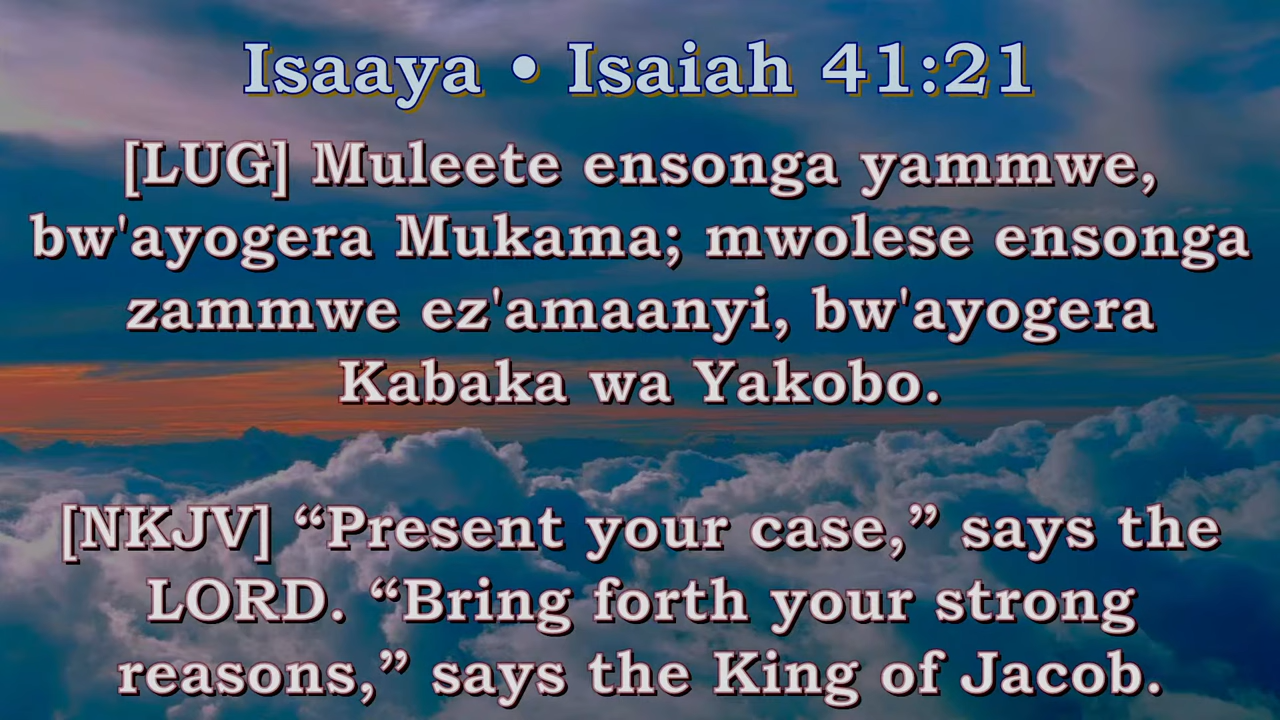 Isaaya • Isaiah 41:21
[LUG] Muleete ensonga yammwe,
bw'ayogera Mukama; mwolese ensonga
zammwe ez'amaanyi, bw'ayogera
Kabaka wa Yakobo.
[NKJV] “Present your case,” says the
LORD. “Bring forth your strong
reasons,” says the King of Jacob.